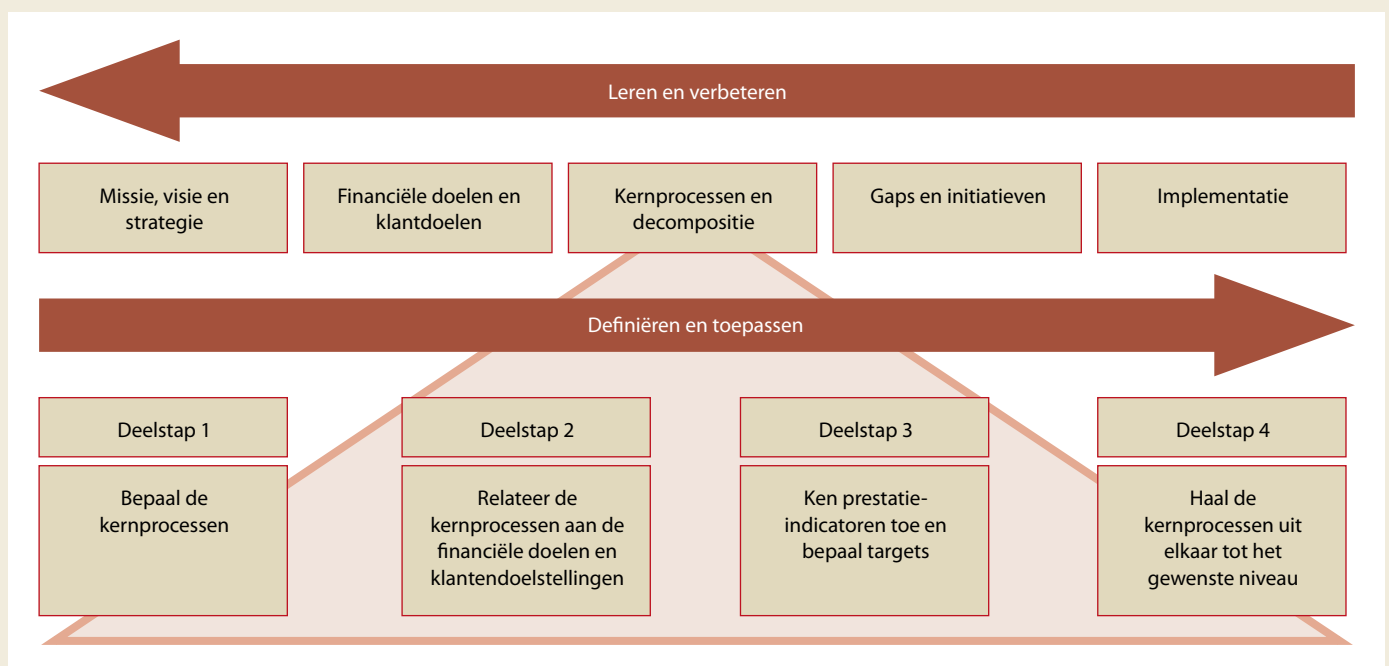 Leren en verbeteren
Missie, visie en
strategie
Financiële doelen en
klantdoelen
Kernprocessen en
decompositie
Gaps en initiatieven
Implementatie
Definiëren en toepassen
Deelstap 1
Bepaal de
kernprocessen
Deelstap 2
Relateer de
kernprocessen aan de
financiële doelen en
klantendoelstellingen
Deelstap 3
Ken prestatie-
indicatoren toe en
bepaal targets
Deelstap 4
Haal de
kernprocessen uit
elkaar tot het
gewenste niveau